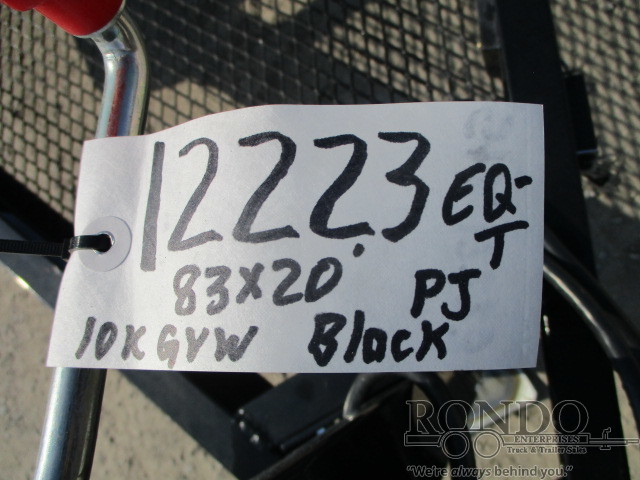 12223 EQ-
T
83x20' PJ
10K GVW Black
RONDO
ENTERPRISES
Truck & Trailer Sales
"We're always behind you."